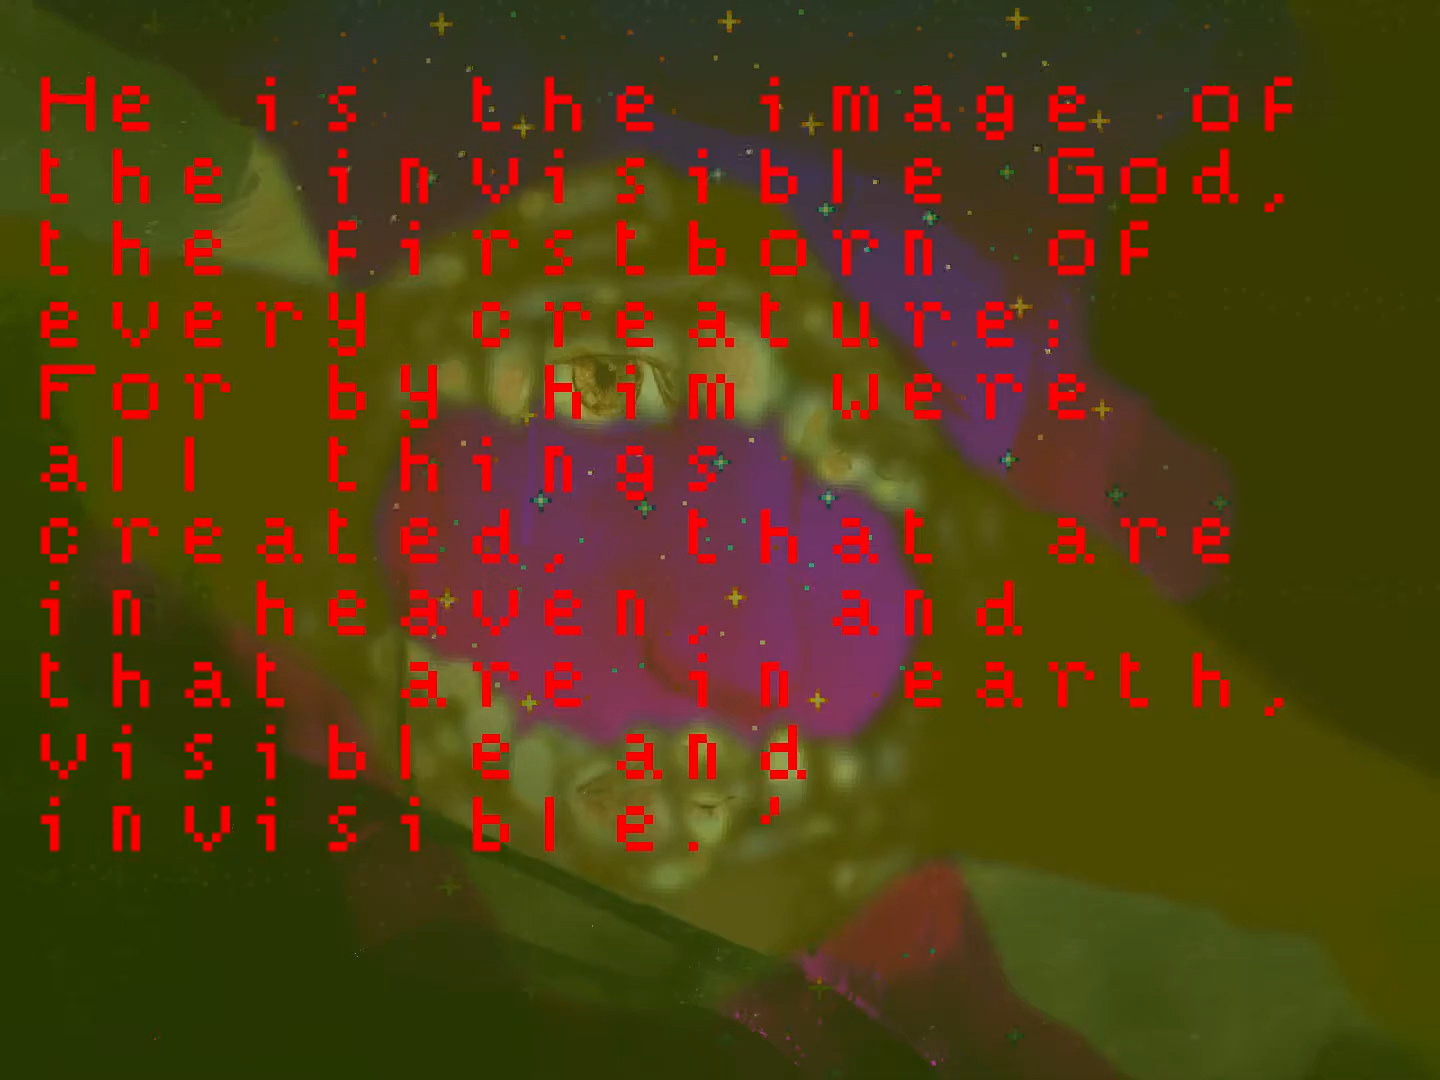 He is the image of
the invisible God,
the firstborn of
every creature:
For by him were
all things
created, that are
in heaven, and
that are in earth,
visible and
invisible.'